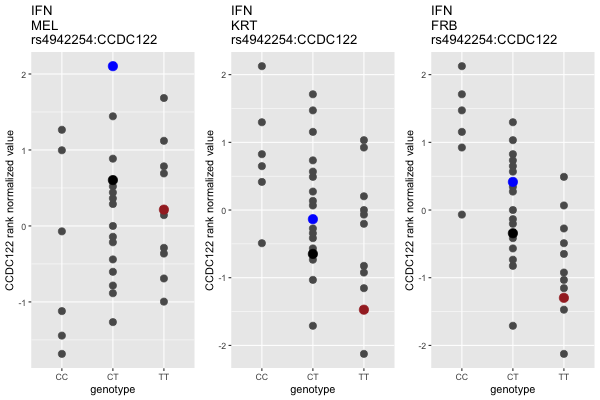 IFN
MEL
rs4942254:CCDC122
CCDC122 rank normalized value
2
1
0
-1
CC
CT
TT
genotype
IFN
KRT
rs4942254:CCDC122
CCDC122 rank normalized value
2
1
0
-1
-2
CC
CT
TT
genotype
IFN
FRB
rs4942254:CCDC122
CCDC122 rank normalized value
2
1
0
-1
-2
CC
CT
TT
genotype